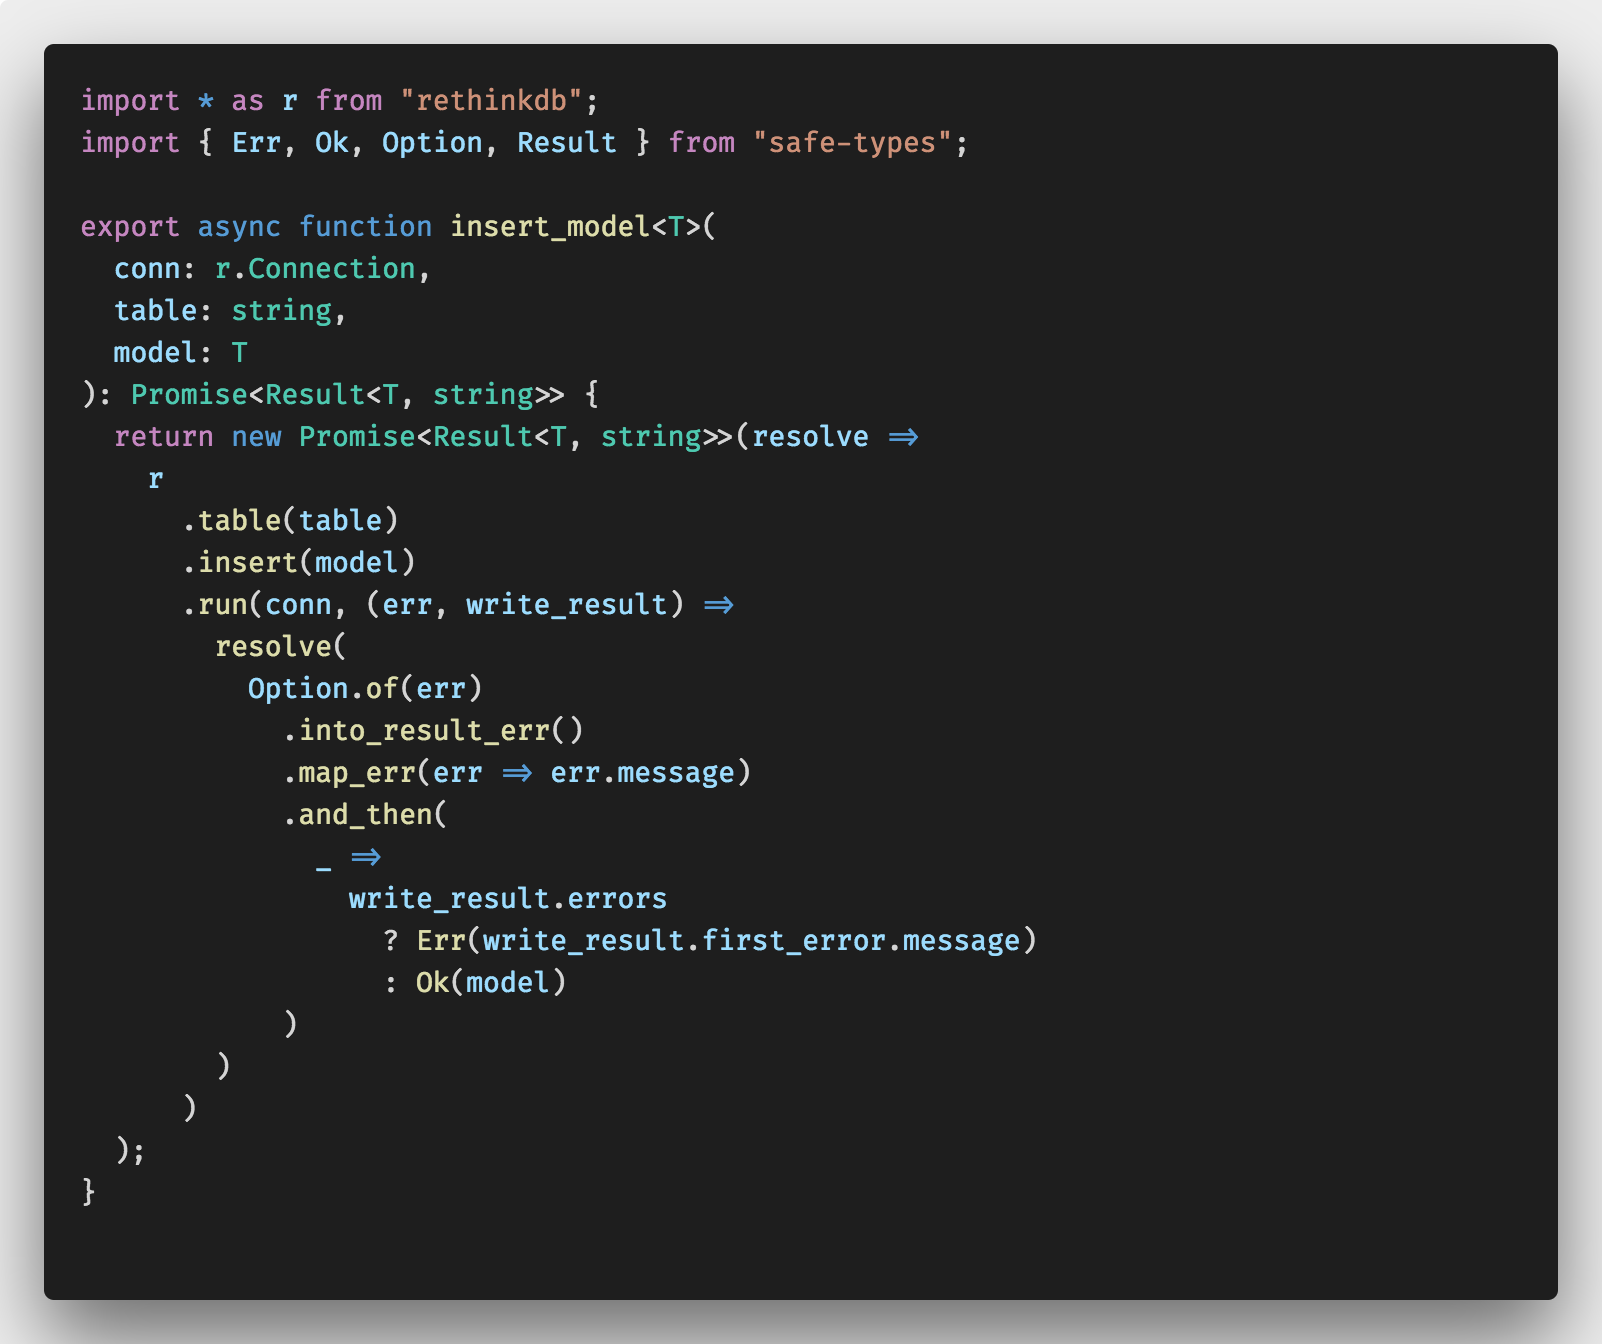 import * as r from "rethinkdb";
import { Err, Ok, Option, Result } from "safe-types";

export async function insert_model<T>(
  conn: r.Connection,
  table: string,
  model: T
): Promise<Result<T, string>> {
  return new Promise<Result<T, string>>(resolve =>
    r
      .table(table)
      .insert(model)
      .run(conn, (err, write_result) =>
        resolve(
          Option.of(err)
            .into_result_err()
            .map_err(err => err.message)
            .and_then(
              _ =>
                write_result.errors
                  ? Err(write_result.first_error.message)
                  : Ok(model)
            )
        )
      )
  );
}